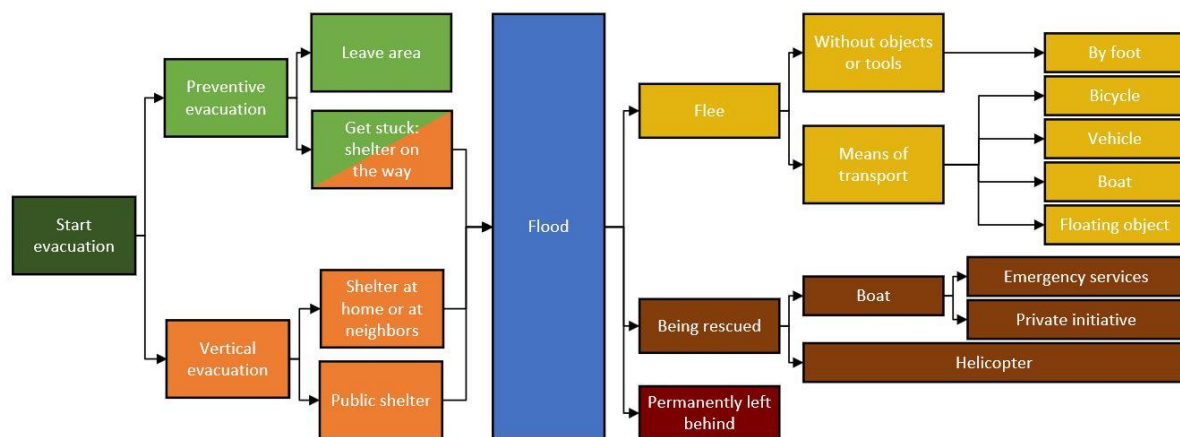 Start
evacuation
Preventive
evacuation
Leave area
Get stuck:
shelter on
the way
Vertical
evacuation
Shelter at
home or at
neighbors
Public shelter
Flood
Flee
Without objects
or tools
By foot
Means of
transport
Bicycle
Vehicle
Boat
Floating object
Being rescued
Boat
Emergency services
Private initiative
Helicopter
Permanently left
behind